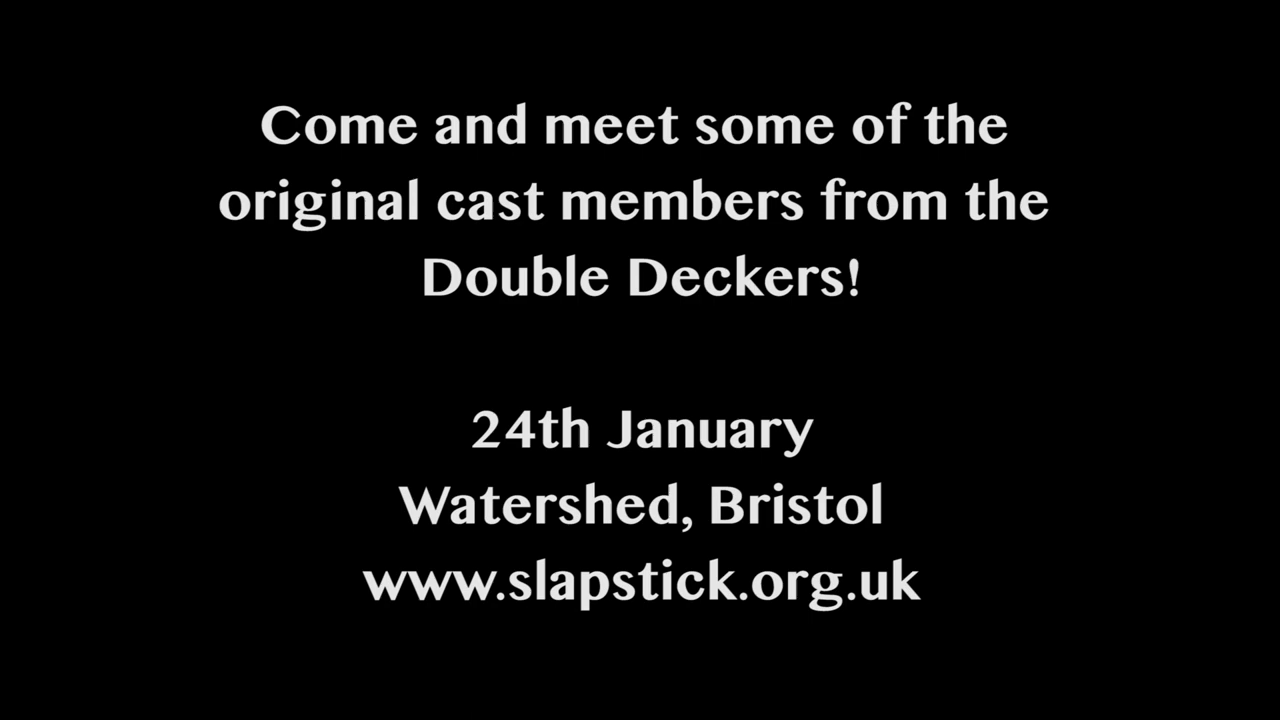 Come and meet some of the
original cast members from the
Double Deckers!
24th January
Watershed, Bristol
www.slapstick.org.uk